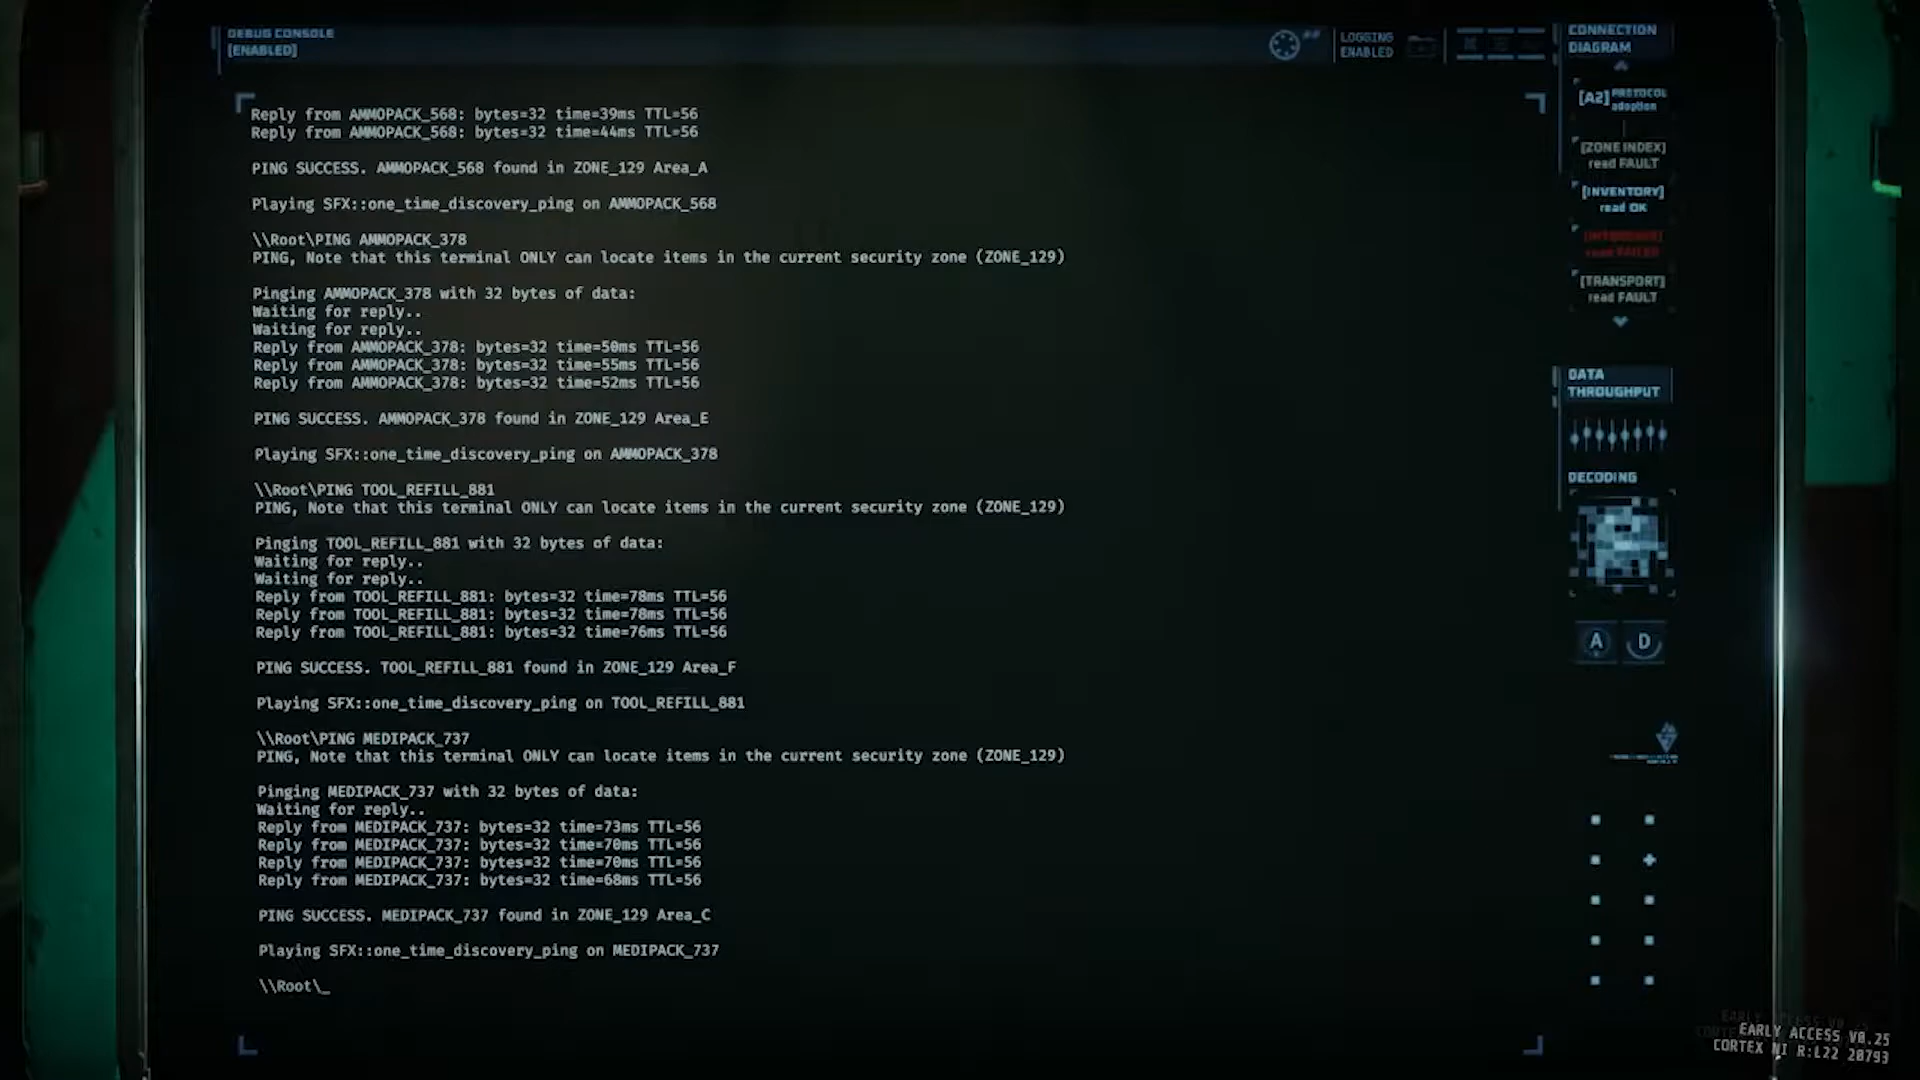 DEBUG CONSOLE
[ENABLED]
LOGGING
ENABLED
CONNECTION
DIAGRAM
[A2] PROTOCOL
adoption
[ZONE INDEX]
read FAULT
[INVENTORY]
read OK
read FAILED
[TRANSPORT]
read FAULT
DATA
THROUGHPUT
DECODING
A D
Reply from AMMOPACK_568: bytes=32 time=39ms TTL=56
Reply from AMMOPACK_568: bytes=32 time=44ms TTL=56
PING SUCCESS. AMMOPACK_568 found in ZONE_129 Area_A
Playing SFX::one_time_discovery_ping on AMMOPACK_568
\\Root\PING AMMOPACK_378
PING, Note that this terminal ONLY can locate items in the current security zone (ZONE_129)
Pinging AMMOPACK_378 with 32 bytes of data:
Waiting for reply..
Waiting for reply..
Reply from AMMOPACK_378: bytes=32 time=50ms TTL=56
Reply from AMMOPACK_378: bytes=32 time=55ms TTL=56
Reply from AMMOPACK_378: bytes=32 time=52ms TTL=56
PING SUCCESS. AMMOPACK_378 found in ZONE_129 Area_E
Playing SFX::one_time_discovery_ping on AMMOPACK_378
\\Root\PING TOOL_REFILL_881
PING, Note that this terminal ONLY can locate items in the current security zone (ZONE_129)
Pinging TOOL_REFILL_881 with 32 bytes of data:
Waiting for reply..
Waiting for reply..
Reply from TOOL_REFILL_881: bytes=32 time=78ms TTL=56
Reply from TOOL_REFILL_881: bytes=32 time=78ms TTL=56
Reply from TOOL_REFILL_881: bytes=32 time=76ms TTL=56
PING SUCCESS. TOOL_REFILL_881 found in ZONE_129 Area_F
Playing SFX::one_time_discovery_ping on TOOL_REFILL_881
\\Root\PING MEDIPACK_737
PING, Note that this terminal ONLY can locate items in the current security zone (ZONE_129)
Pinging MEDIPACK_737 with 32 bytes of data:
Waiting for reply..
Reply from MEDIPACK_737: bytes=32 time=73ms TTL=56
Reply from MEDIPACK_737: bytes=32 time=70ms TTL=56
Reply from MEDIPACK_737: bytes=32 time=70ms TTL=56
Reply from MEDIPACK_737: bytes=32 time=68ms TTL=56
PING SUCCESS. MEDIPACK_737 found in ZONE_129 Area_C
Playing SFX::one_time_discovery_ping on MEDIPACK_737
\\Root\_
EARLY ACCESS V0.25
CORTEX NI R:L22 20793